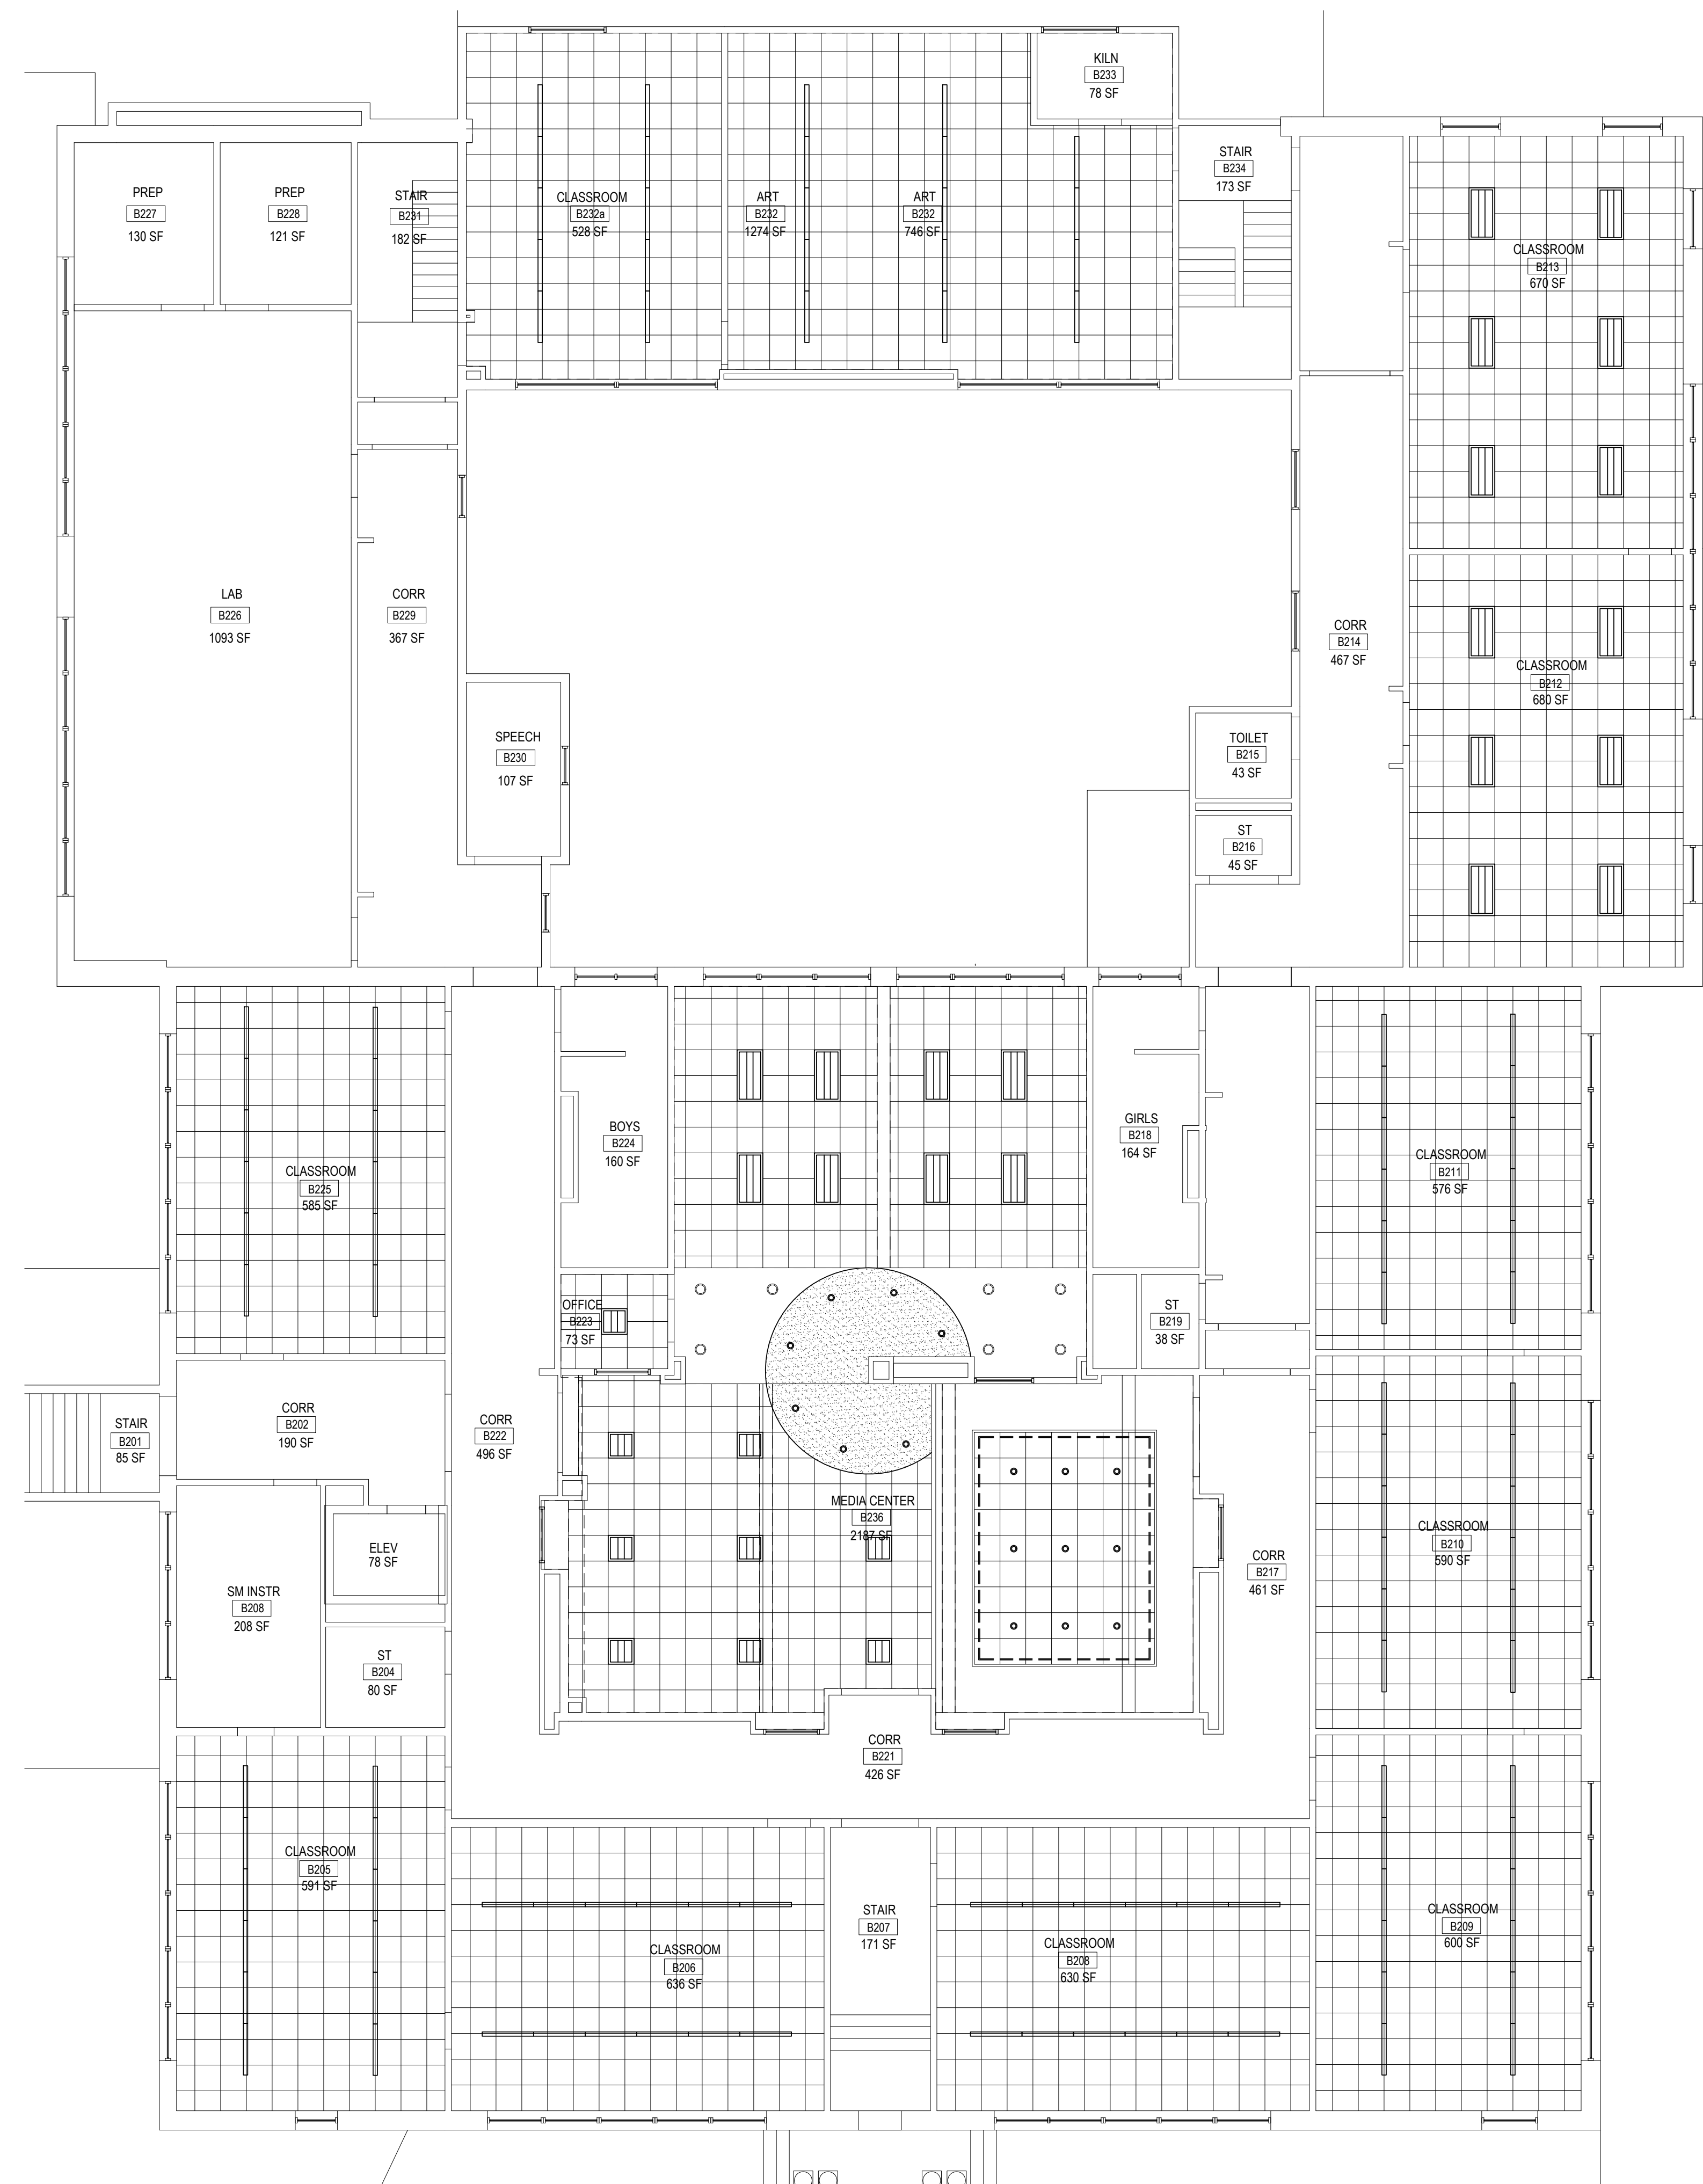 KILN
B233
78 SF
STAIR
B234
173 SF
PREP
B227
130 SF
PREP
B228
121 SF
STAIR
B231
182 SF
CLASSROOM
B232a
528 SF
ART
B232
1274 SF
ART
B232
746 SF
CLASSROOM
B213
670 SF
LAB
B226
1093 SF
CORR
B229
367 SF
CORR
B214
467 SF
CLASSROOM
B212
680 SF
SPEECH
B230
107 SF
TOILET
B215
43 SF
ST
B216
45 SF
BOYS
B224
160 SF
GIRLS
B218
164 SF
CLASSROOM
B225
585 SF
CLASSROOM
B211
576 SF
OFFICE
B223
73 SF
ST
B219
38 SF
STAIR
B201
85 SF
CORR
B202
190 SF
CORR
B222
496 SF
MEDIA CENTER
B236
2187 SF
CLASSROOM
B210
590 SF
ELEV
78 SF
CORR
B217
461 SF
SM INSTR
B208
208 SF
ST
B204
80 SF
CORR
B221
426 SF
CLASSROOM
B205
591 SF
STAIR
B207
171 SF
CLASSROOM
B209
600 SF
CLASSROOM
B206
636 SF
CLASSROOM
B208
630 SF